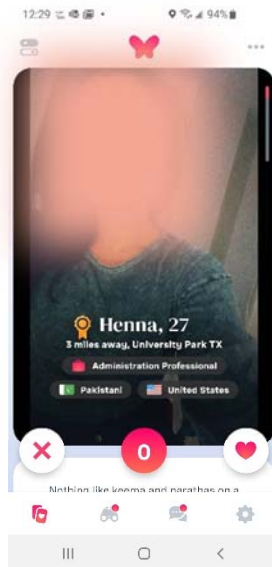 12:29
94%
Henna, 27
3 miles away, University Park TX
Administration Professional
Pakistani
United States
0
Nothing like keema and parathas on a